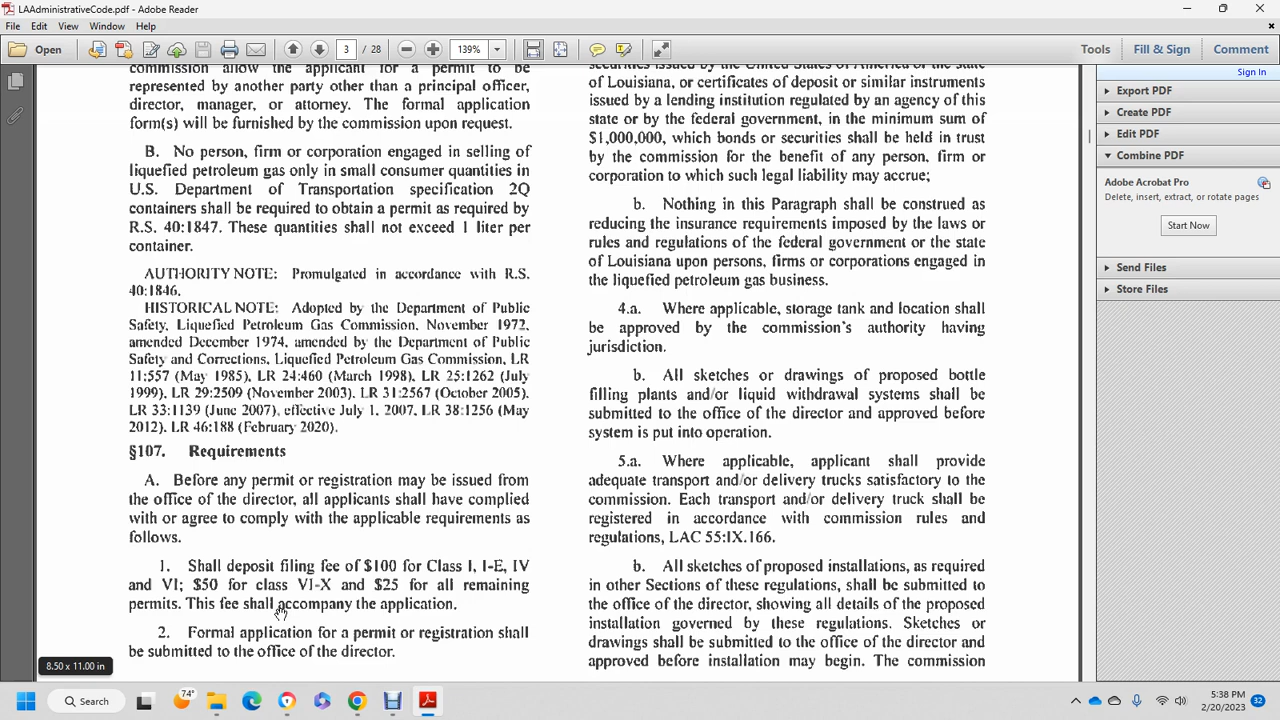 LAAdministrativeCode.pdf - Adobe Reader
File Edit View Window Help
Open
3 / 28
139%
Tools
Fill & Sign
Comment
commission allow the applicant for a permit to be
represented by another party other than a principal officer,
director, manager, or attorney. The formal application
form(s) will be furnished by the commission upon request.
B. No person, firm or corporation engaged in selling of
liquefied petroleum gas only in small consumer quantities in
U.S. Department of Transportation specification 2Q
containers shall be required to obtain a permit as required by
R.S. 40:1847. These quantities shall not exceed 1 liter per
container.
AUTHORITY NOTE: Promulgated in accordance with R.S.
40:1846.
HISTORICAL NOTE: Adopted by the Department of Public
Safety, Liquefied Petroleum Gas Commission, November 1972,
amended December 1974, amended by the Department of Public
Safety and Corrections, Liquefied Petroleum Gas Commission, LR
11:557 (May 1985), LR 24:460 (March 1998), LR 25:1262 (July
1999), LR 29:2509 (November 2003), LR 31:2567 (October 2005),
LR 33:1139 (June 2007), effective July 1, 2007, LR 38:1256 (May
2012), LR 46:188 (February 2020).
§107. Requirements
A. Before any permit or registration may be issued from
the office of the director, all applicants shall have complied
with or agree to comply with the applicable requirements as
follows.
1. Shall deposit filing fee of $100 for Class I, I-E, IV
and VI; $50 for class VI-X and $25 for all remaining
permits. This fee shall accompany the application.
2. Formal application for a permit or registration shall
be submitted to the office of the director.
8.50 x 11.00 in
securities issued by the United States of America or the state
of Louisiana, or certificates of deposit or similar instruments
issued by a lending institution regulated by an agency of this
state or by the federal government, in the minimum sum of
$1,000,000, which bonds or securities shall be held in trust
by the commission for the benefit of any person, firm or
corporation to which such legal liability may accrue;
b. Nothing in this Paragraph shall be construed as
reducing the insurance requirements imposed by the laws or
rules and regulations of the federal government or the state
of Louisiana upon persons, firms or corporations engaged in
the liquefied petroleum gas business.
4.a. Where applicable, storage tank and location shall
be approved by the commission's authority having
jurisdiction.
b. All sketches or drawings of proposed bottle
filling plants and/or liquid withdrawal systems shall be
submitted to the office of the director and approved before
system is put into operation.
5.a. Where applicable, applicant shall provide
adequate transport and/or delivery trucks satisfactory to the
commission. Each transport and/or delivery truck shall be
registered in accordance with commission rules and
regulations, LAC 55:IX.166.
b. All sketches of proposed installations, as required
in other Sections of these regulations, shall be submitted to
the office of the director, showing all details of the proposed
installation governed by these regulations. Sketches or
drawings shall be submitted to the office of the director and
approved before installation may begin. The commission
Sign In
Export PDF
Create PDF
Edit PDF
Combine PDF
Adobe Acrobat Pro
Delete, insert, extract, or rotate pages
Start Now
Send Files
Store Files
Search
74°
5:38 PM
2/20/2023
32